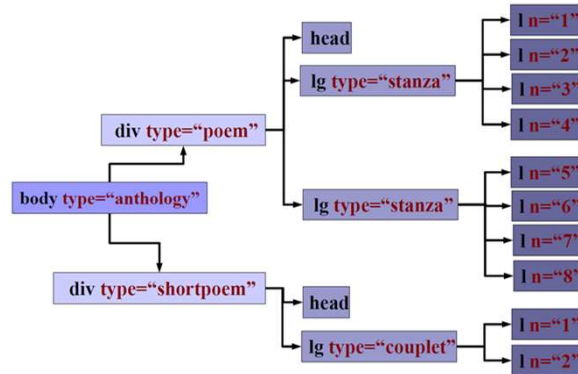 head
lg type=“stanza”
l n=“1”
l n=“2”
l n=“3”
l n=“4”
div type=“poem”
body type=“anthology”
lg type=“stanza”
l n=“5”
l n=“6”
l n=“7”
l n=“8”
div type=“shortpoem”
head
lg type=“couplet”
l n=“1”
l n=“2”